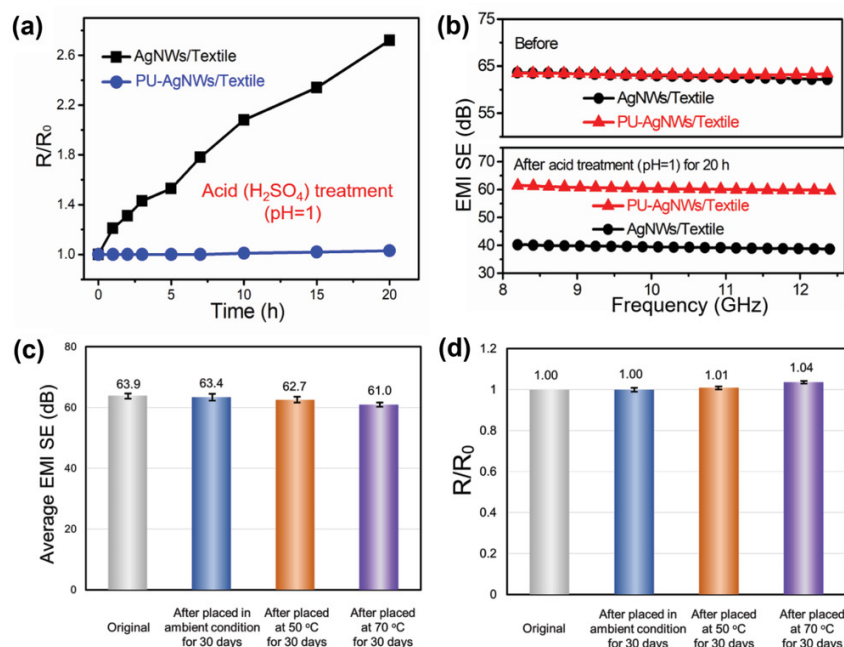 (a)
AgNWs/Textile
PU-AgNWs/Textile
Acid (H₂SO₄) treatment
(pH=1)
R/R₀
2.6
2.2
1.8
1.4
1.0
0 5 10 15 20
Time (h)
(b)
Before
AgNWs/Textile
PU-AgNWs/Textile
After acid treatment (pH=1) for 20 h
PU-AgNWs/Textile
AgNWs/Textile
EMI SE (dB)
75
65
55
70
60
50
40
30
8 9 10 11 12
Frequency (GHz)
(c)
Average EMI SE (dB)
80
60
40
20
0
63.9 63.4 62.7 61.0
Original
After placed in
ambient condition
for 30 days
After placed
at 50 °C
for 30 days
After placed
at 70 °C
for 30 days
(d)
R/R₀
1.2
1
0.8
0.6
0.4
0.2
0
1.00 1.00 1.01 1.04
Original
After placed in
ambient condition
for 30 days
After placed
at 50 °C
for 30 days
After placed
at 70 °C
for 30 days